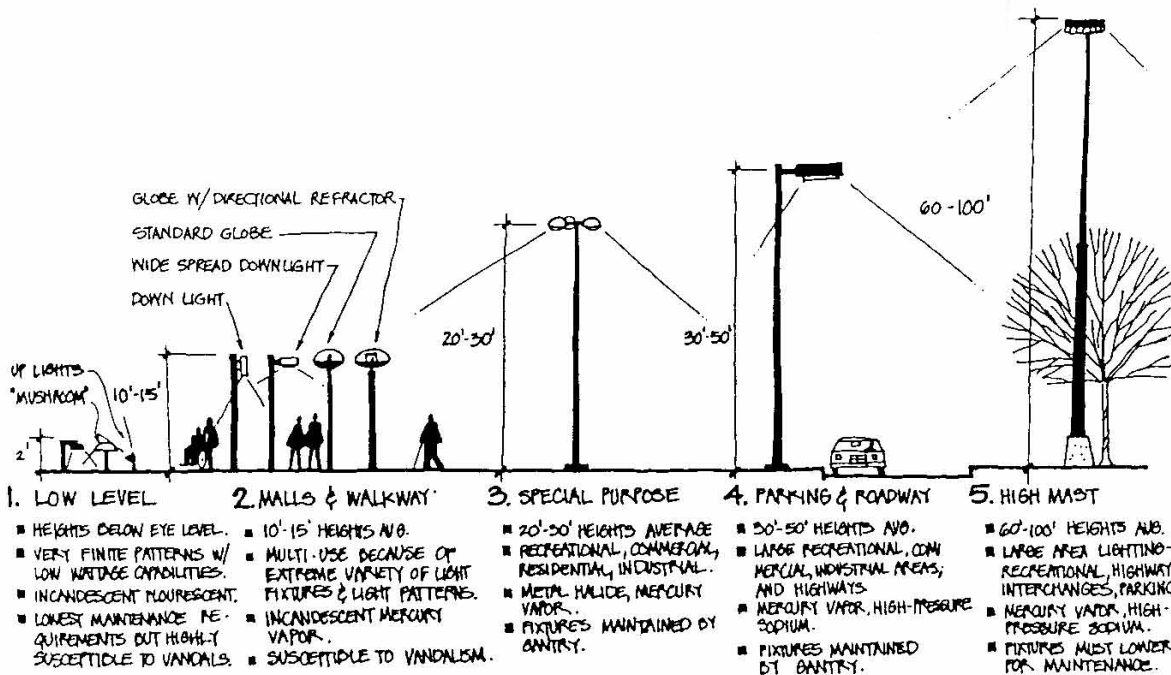 GLOBE W/ DIRECTIONAL REFRACTOR
STANDARD GLOBE
WIDE SPREAD DOWNLIGHT
DOWN LIGHT
UP LIGHTS
"MUSHROOM"
2'
10'-15'
20'-30'
30'-50'
60-100'
1. LOW LEVEL
■ HEIGHTS BELOW EYE LEVEL.
■ VERY FINITE PATTERNS W/
LOW WATTAGE CAPABILITIES.
■ INCANDESCENT FLOURESCENT.
■ LOWEST MAINTENANCE RE-
QUIREMENTS BUT HIGHLY
SUSCEPTIBLE TO VANDALS.
2. MALLS & WALKWAY
■ 10'-15' HEIGHTS AVG.
■ MULTI-USE BECAUSE OF
EXTREME VARIETY OF LIGHT
FIXTURES & LIGHT PATTERNS.
■ INCANDESCENT MERCURY
VAPOR.
■ SUSCEPTIBLE TO VANDALISM.
3. SPECIAL PURPOSE
■ 20'-30' HEIGHTS AVERAGE
■ RECREATIONAL, COMMERCIAL,
RESIDENTIAL, INDUSTRIAL.
■ METAL HALIDE, MERCURY
VAPOR.
■ FIXTURES MAINTAINED BY
GANTRY.
4. PARKING & ROADWAY
■ 30'-50' HEIGHTS AVG.
■ LARGE RECREATIONAL, COM
MERCIAL, INDUSTRIAL AREAS,
AND HIGHWAYS
■ MERCURY VAPOR, HIGH-PRESSURE
SODIUM.
■ FIXTURES MAINTAINED
BY GANTRY.
5. HIGH MAST
■ 60'-100' HEIGHTS AVG.
■ LARGE AREA LIGHTING-
RECREATIONAL, HIGHWAY
INTERCHANGES, PARKING
■ MERCURY VAPOR, HIGH-
PRESSURE SODIUM.
■ FIXTURES MUST LOWER
FOR MAINTENANCE.